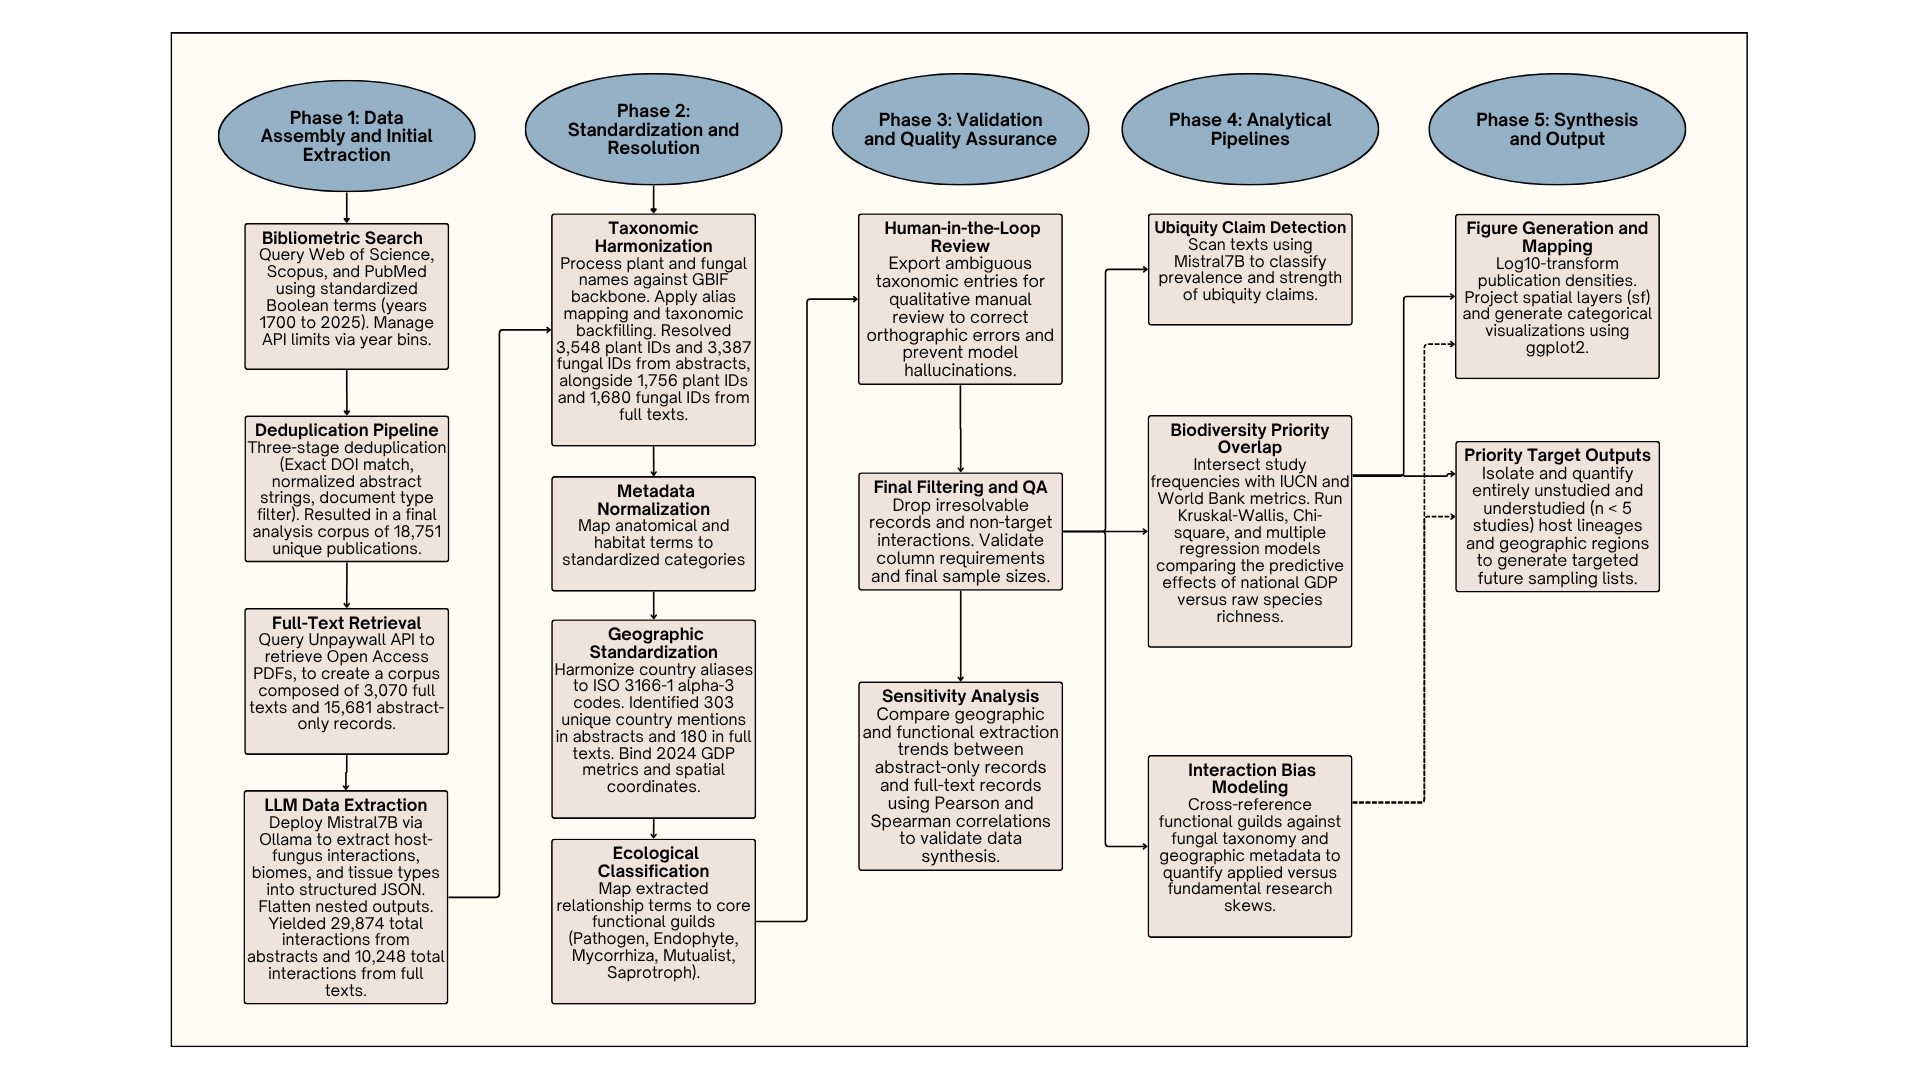 Phase 1: Data
Assembly and Initial
Extraction
Bibliometric Search
Query Web of Science,
Scopus, and PubMed
using standardized
Boolean terms (years
1700 to 2025). Manage
API limits via year bins.
Deduplication Pipeline
Three-stage deduplication
(Exact DOI match,
normalized abstract
strings, document type
filter). Resulted in a final
analysis corpus of 18,751
unique publications.
Full-Text Retrieval
Query Unpaywall API to
retrieve Open Access
PDFs, to create a corpus
composed of 3,070 full
texts and 15,681 abstract-
only records.
LLM Data Extraction
Deploy Mistral7B via
Ollama to extract host-
fungus interactions,
biomes, and tissue types
into structured JSON.
Flatten nested outputs.
Yielded 29,874 total
interactions from
abstracts and 10,248 total
interactions from full
texts.
Phase 2:
Standardization and
Resolution
Taxonomic
Harmonization
Process plant and fungal
names against GBIF
backbone. Apply alias
mapping and taxonomic
backfilling. Resolved
3,548 plant IDs and 3,387
fungal IDs from abstracts,
alongside 1,756 plant IDs
and 1,680 fungal IDs from
full texts.
Metadata
Normalization
Map anatomical and
habitat terms to
standardized categories
Geographic
Standardization
Harmonize country aliases
to ISO 3166-1 alpha-3
codes. Identified 303
unique country mentions
in abstracts and 180 in full
texts. Bind 2024 GDP
metrics and spatial
coordinates.
Ecological
Classification
Map extracted
relationship terms to core
functional guilds
(Pathogen, Endophyte,
Mycorrhiza, Mutualist,
Saprotroph).
Phase 3: Validation
and Quality Assurance
Human-in-the-Loop
Review
Export ambiguous
taxonomic entries for
qualitative manual
review to correct
orthographic errors and
prevent model
hallucinations.
Final Filtering and QA
Drop irresolvable
records and non-target
interactions. Validate
column requirements
and final sample sizes.
Sensitivity Analysis
Compare geographic
and functional extraction
trends between
abstract-only records
and full-text records
using Pearson and
Spearman correlations
to validate data
synthesis.
Phase 4: Analytical
Pipelines
Ubiquity Claim Detection
Scan texts using
Mistral7B to classify
prevalence and strength
of ubiquity claims.
Biodiversity Priority
Overlap
Intersect study
frequencies with IUCN and
World Bank metrics. Run
Kruskal-Wallis, Chi-
square, and multiple
regression models
comparing the predictive
effects of national GDP
versus raw species
richness.
Interaction Bias
Modeling
Cross-reference
functional guilds against
fungal taxonomy and
geographic metadata to
quantify applied versus
fundamental research
skews.
Phase 5: Synthesis
and Output
Figure Generation and
Mapping
Log10-transform
publication densities.
Project spatial layers (sf)
and generate categorical
visualizations using
ggplot2.
Priority Target Outputs
Isolate and quantify
entirely unstudied and
understudied (n < 5
studies) host lineages
and geographic regions
to generate targeted
future sampling lists.